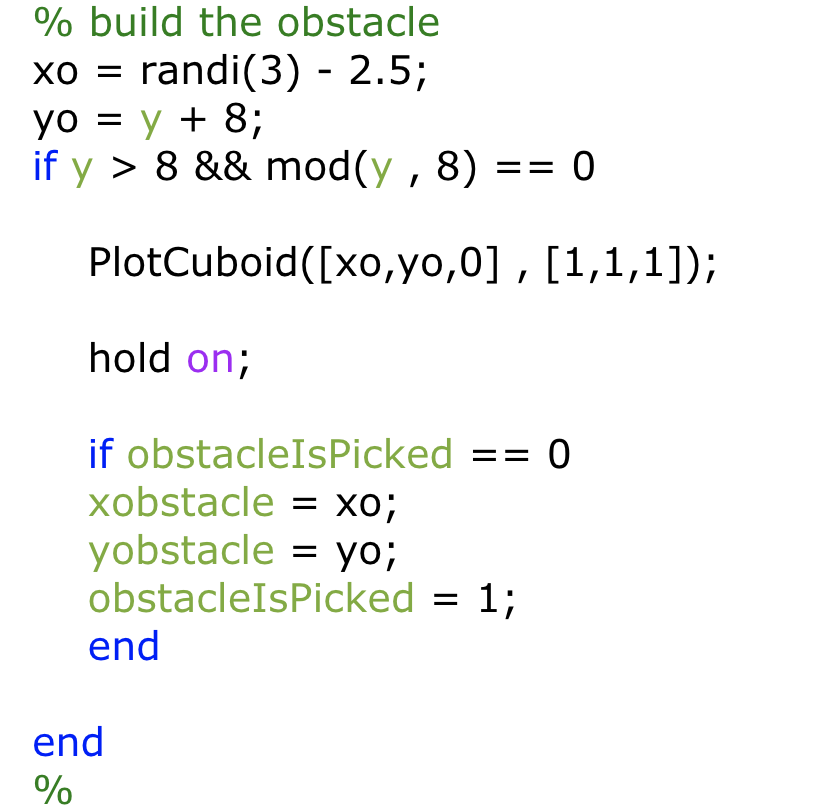 % build the obstacle
xo = randi(3) - 2.5;
yo = y + 8;
if y > 8 && mod(y , 8) == 0
PlotCuboid([xo,yo,0] , [1,1,1]);
hold on;
if obstacleIsPicked == 0
xobstacle = xo;
yobstacle = yo;
obstacleIsPicked = 1;
end
end
%